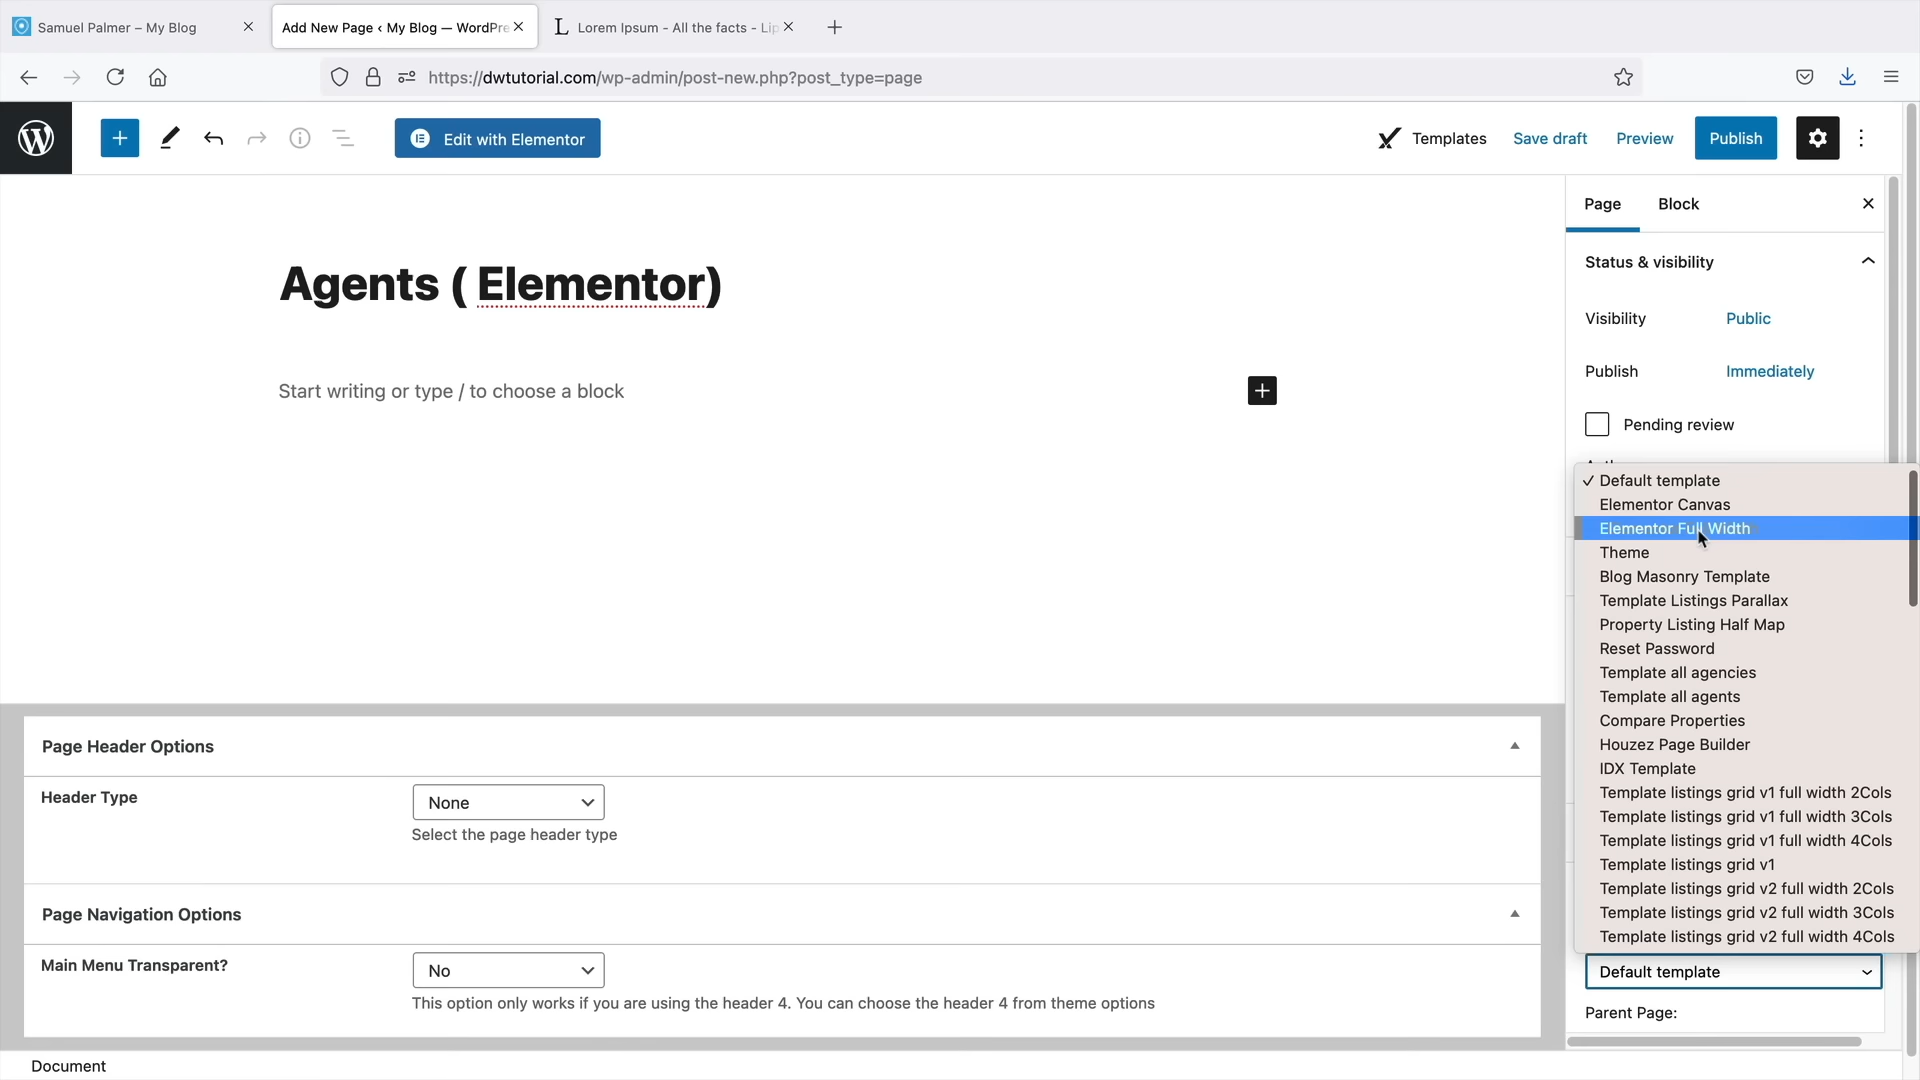 Samuel Palmer – My Blog
Add New Page ‹ My Blog — WordPre
Lorem Ipsum - All the facts - Lip
https://dwtutorial.com/wp-admin/post-new.php?post_type=page
Edit with Elementor
Templates
Save draft
Preview
Publish
Page
Block
Agents ( Elementor)
Start writing or type / to choose a block
Status & visibility
Visibility
Public
Publish
Immediately
Pending review
✓ Default template
Elementor Canvas
Elementor Full Width
Theme
Blog Masonry Template
Template Listings Parallax
Property Listing Half Map
Reset Password
Template all agencies
Template all agents
Compare Properties
Houzez Page Builder
IDX Template
Template listings grid v1 full width 2Cols
Template listings grid v1 full width 3Cols
Template listings grid v1 full width 4Cols
Template listings grid v1
Template listings grid v2 full width 2Cols
Template listings grid v2 full width 3Cols
Template listings grid v2 full width 4Cols
Default template
Parent Page:
Page Header Options
Header Type
None
Select the page header type
Page Navigation Options
Main Menu Transparent?
No
This option only works if you are using the header 4. You can choose the header 4 from theme options
Document